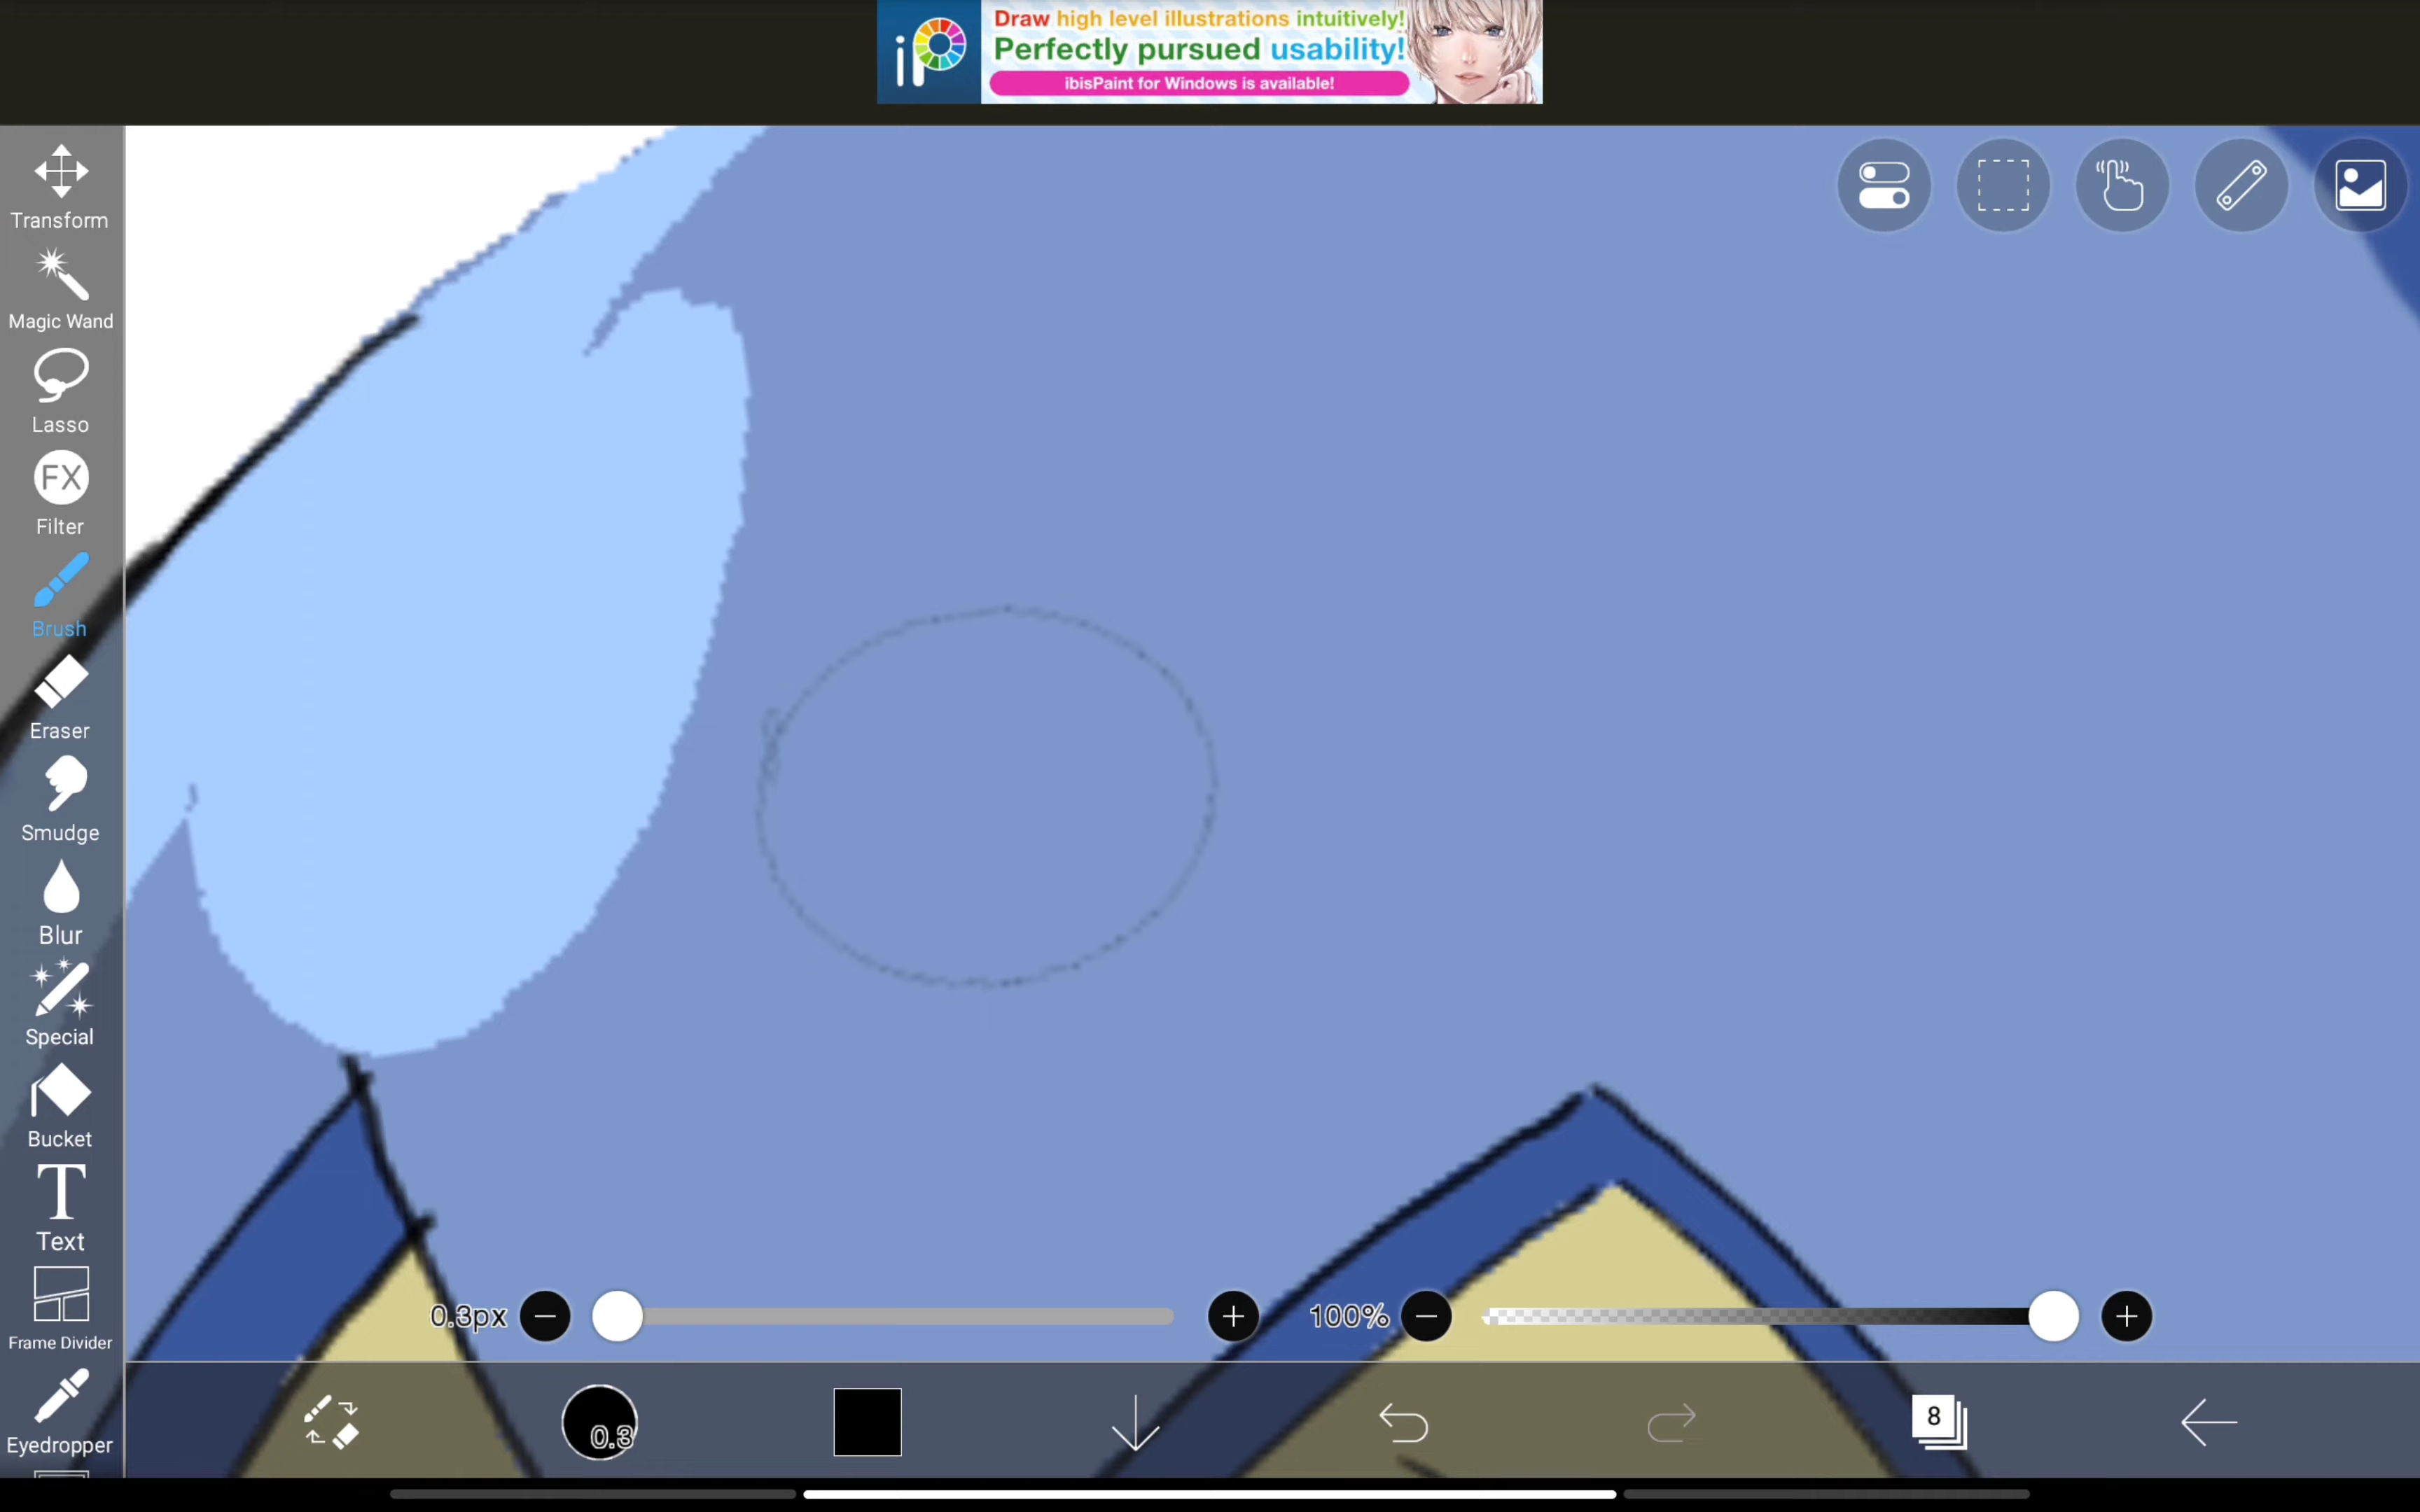 iP
Draw high level illustrations intuitively!
Perfectly pursued usability!
ibisPaint for Windows is available!
Transform
Magic Wand
Lasso
FX
Filter
Brush
Eraser
Smudge
Blur
Special
Bucket
T
Text
Frame Divider
Eyedropper
0.3px
100%
0.3
8